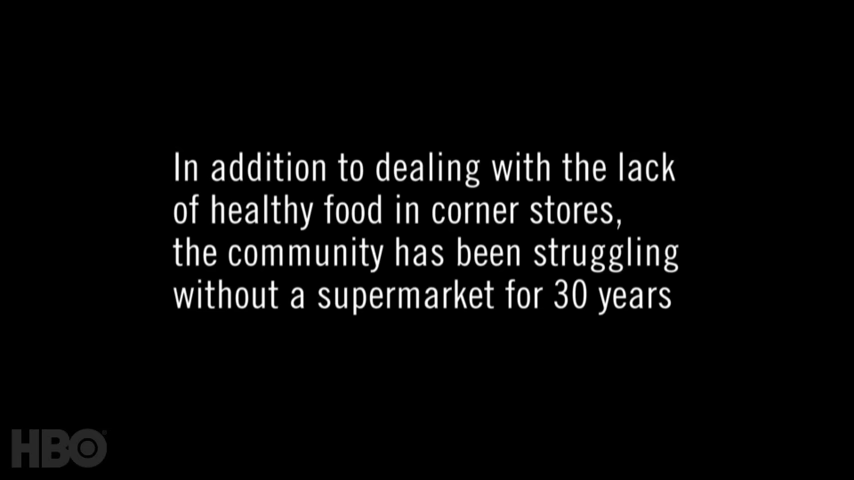 In addition to dealing with the lack
of healthy food in corner stores,
the community has been struggling
without a supermarket for 30 years
HBO